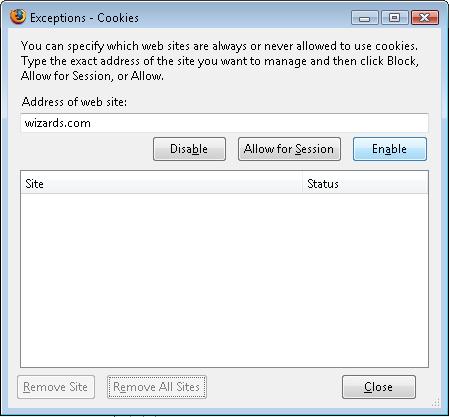 Exceptions - Cookies
You can specify which web sites are always or never allowed to use cookies.
Type the exact address of the site you want to manage and then click Block,
Allow for Session, or Allow.
Address of web site:
wizards.com
Disable Allow for Session Enable
Site Status
Remove Site Remove All Sites Close